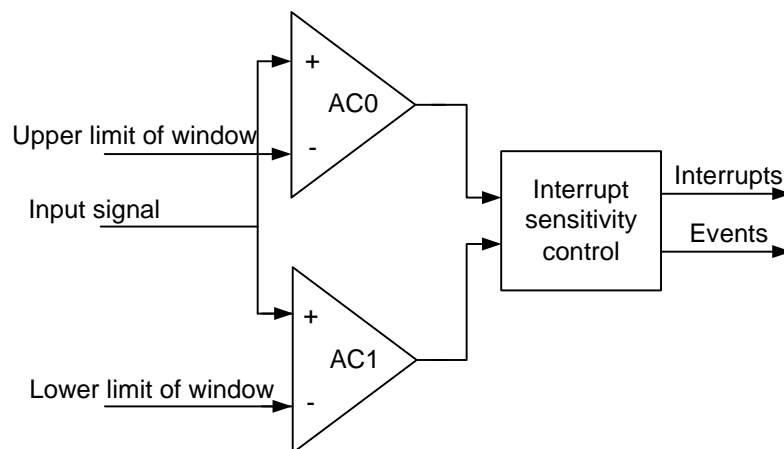 +
AC0
-
Upper limit of window
Input signal
Interrupt
sensitivity
control
Interrupts
Events
+
AC1
-
Lower limit of window